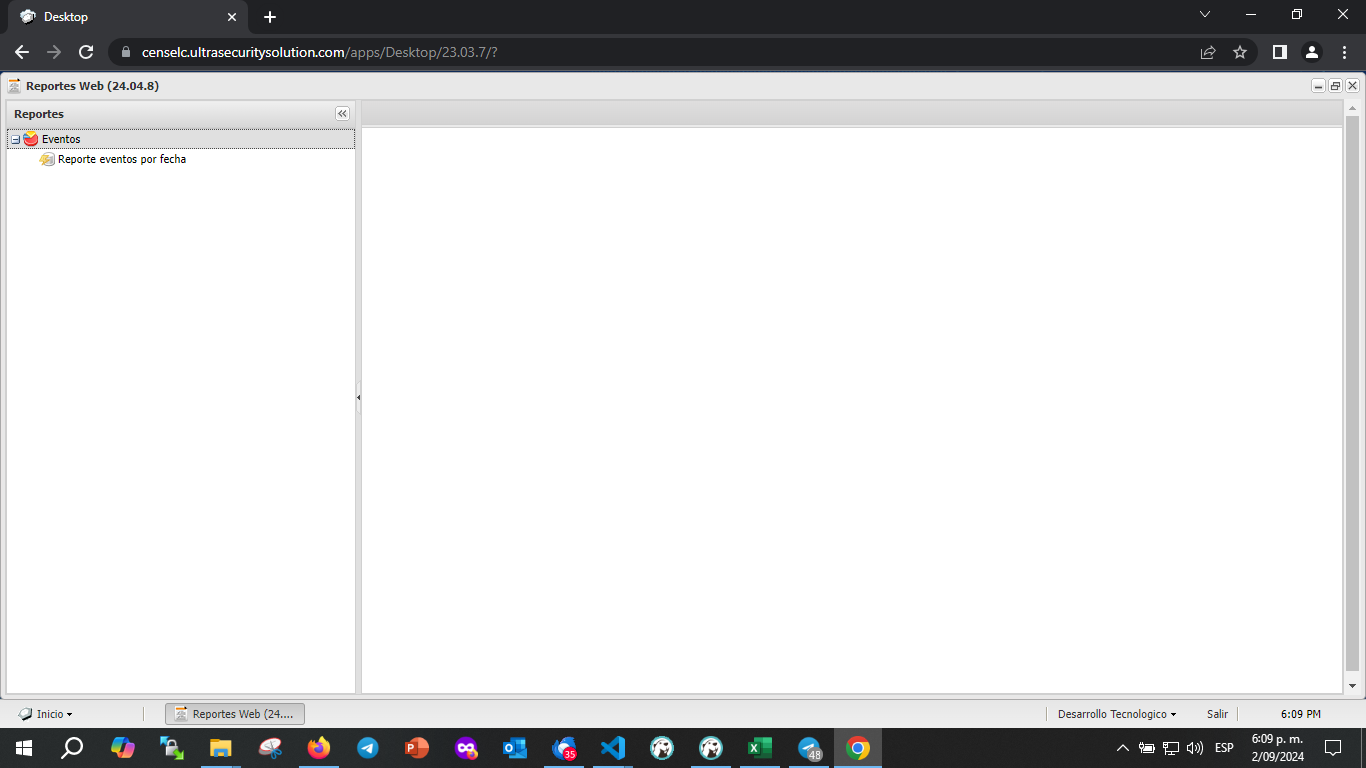 Desktop
censelc.ultrasecuritysolution.com/apps/Desktop/23.03.7/?
Reportes Web (24.04.8)
Reportes
Eventos
Reporte eventos por fecha
Inicio
Reportes Web (24....
Desarrollo Tecnologico
Salir
6:09 PM
35
48
ESP
6:09 p. m.
2/09/2024